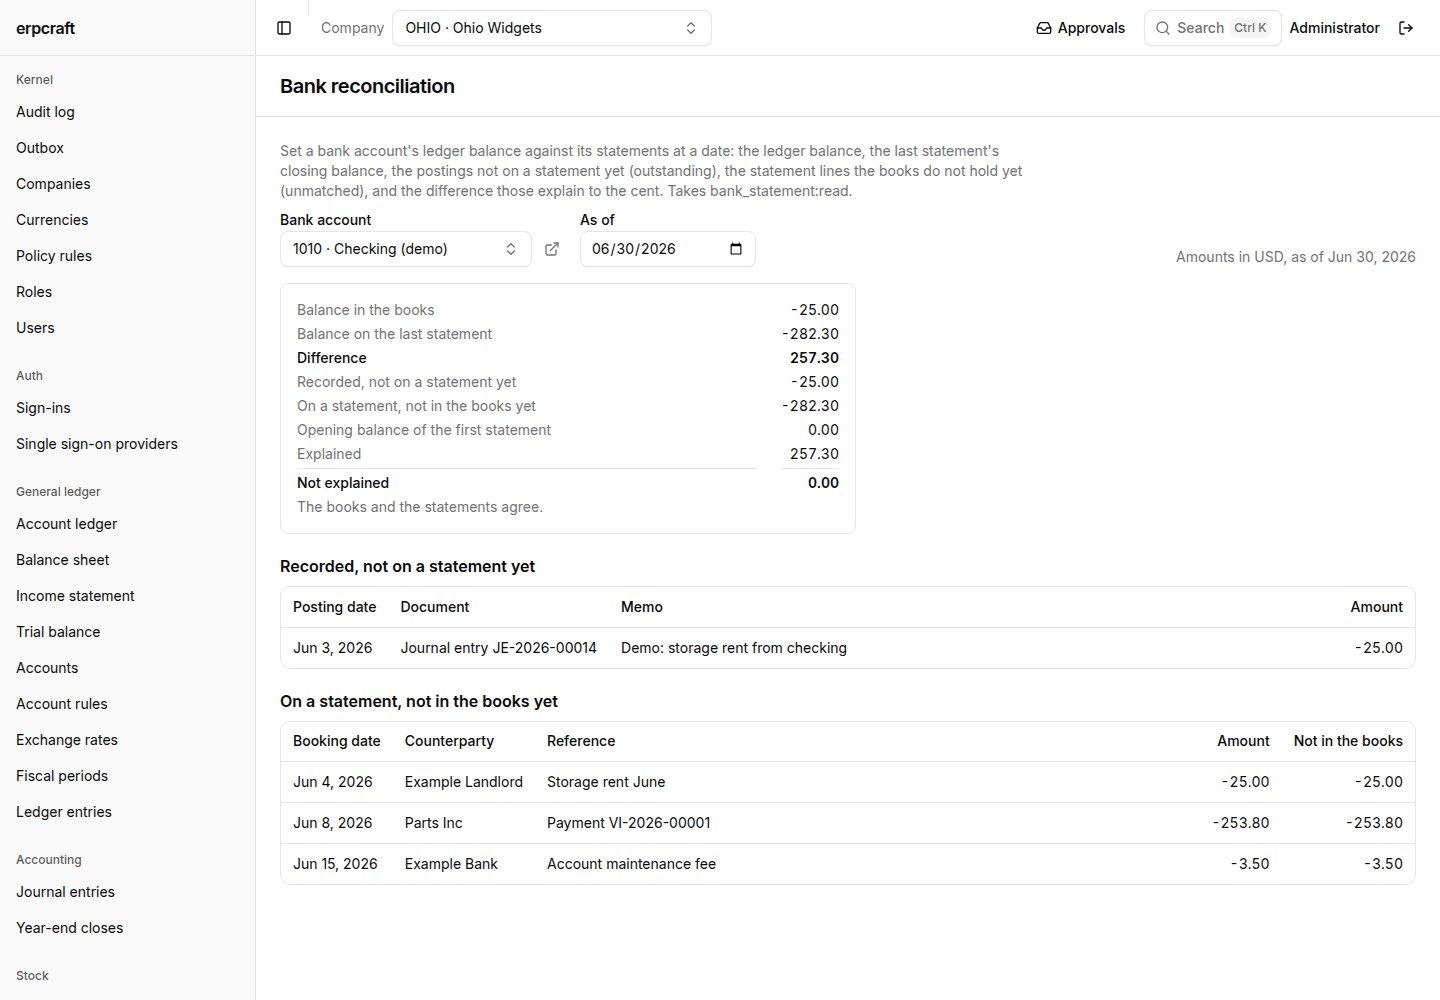 erpcraft
Company
OHIO · Ohio Widgets
Approvals
Search Ctrl K
Administrator
Kernel
Audit log
Outbox
Companies
Currencies
Policy rules
Roles
Users
Auth
Sign-ins
Single sign-on providers
General ledger
Account ledger
Balance sheet
Income statement
Trial balance
Accounts
Account rules
Exchange rates
Fiscal periods
Ledger entries
Accounting
Journal entries
Year-end closes
Stock
Bank reconciliation
Set a bank account's ledger balance against its statements at a date: the ledger balance, the last statement's
closing balance, the postings not on a statement yet (outstanding), the statement lines the books do not hold yet
(unmatched), and the difference those explain to the cent. Takes bank_statement:read.
Bank account As of
1010 · Checking (demo) 06/30/2026
Amounts in USD, as of Jun 30, 2026
Balance in the books -25.00
Balance on the last statement -282.30
Difference 257.30
Recorded, not on a statement yet -25.00
On a statement, not in the books yet -282.30
Opening balance of the first statement 0.00
Explained 257.30
Not explained 0.00
The books and the statements agree.
Recorded, not on a statement yet
Posting date Document Memo Amount
Jun 3, 2026 Journal entry JE-2026-00014 Demo: storage rent from checking -25.00
On a statement, not in the books yet
Booking date Counterparty Reference Amount Not in the books
Jun 4, 2026 Example Landlord Storage rent June -25.00 -25.00
Jun 8, 2026 Parts Inc Payment VI-2026-00001 -253.80 -253.80
Jun 15, 2026 Example Bank Account maintenance fee -3.50 -3.50